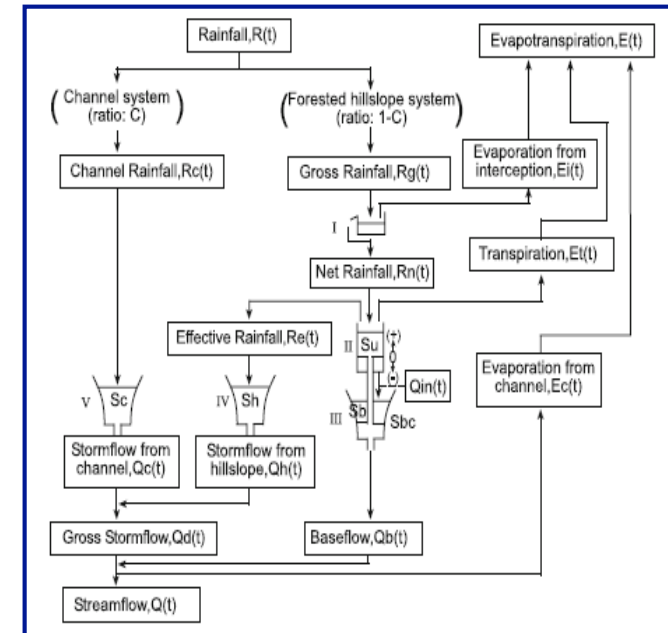 Rainfall,R(t)
Evapotranspiration,E(t)
(Channel system
(ratio: C))
(Forested hillslope system
(ratio: 1-C))
Channel Rainfall,Rc(t)
Gross Rainfall,Rg(t)
Evaporation from
interception,Ei(t)
I
Net Rainfall,Rn(t)
Transpiration,Et(t)
Effective Rainfall,Re(t)
II
Su
(+)
0
(-)
Evaporation from
channel,Ec(t)
Qin(t)
V
Sc
IV
Sh
III
Sb
Sbc
Stormflow from
channel,Qc(t)
Stormflow from
hillslope,Qh(t)
Gross Stormflow,Qd(t)
Baseflow,Qb(t)
Streamflow,Q(t)